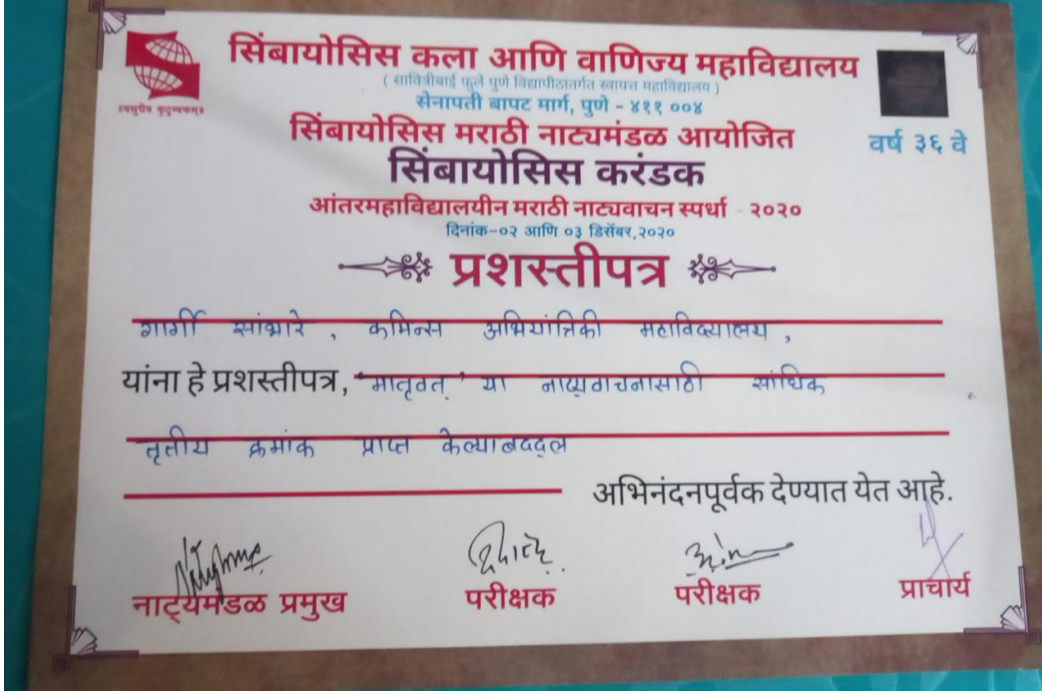 सिंबायोसिस कला आणि वाणिज्य महाविद्यालय
( सावित्रीबाई फुले पुणे विद्यापीठांतर्गत स्वायत्त महाविद्यालय )
सेनापती बापट मार्ग, पुणे - ४११ ००४
सिंबायोसिस मराठी नाट्यमंडळ आयोजित
वर्ष ३६ वे
सिंबायोसिस करंडक
आंतरमहाविद्यालयीन मराठी नाट्यवाचन स्पर्धा - २०२०
दिनांक-०२ आणि ०३ डिसेंबर,२०२०
प्रशस्तीपत्र
गार्गी सांभारे , कमिन्स अभियांत्रिकी महाविद्यालय ,
यांना हे प्रशस्तीपत्र, "मातृवत्" या नाट्यवाचनासाठी सांघिक
तृतीय क्रमांक प्राप्त केल्याबद्दल
अभिनंदनपूर्वक देण्यात येत आहे.
नाट्यमंडळ प्रमुख परीक्षक परीक्षक प्राचार्य